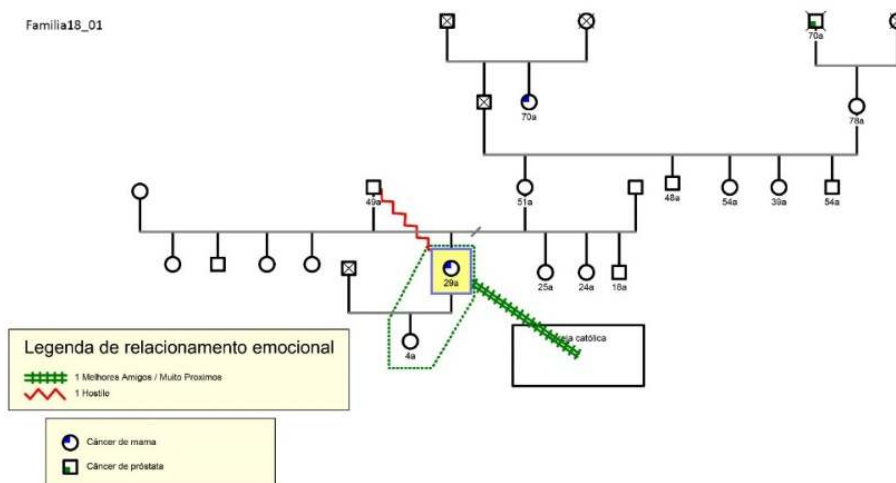 Familia18_01
70a
70a
78a
49a
51a
48a
54a
39a
54a
29a
25a
24a
18a
4a
católica
Legenda de relacionamento emocional
1 Melhores Amigos / Muito Proximos
1 Hostile
Câncer de mama
Câncer de próstata